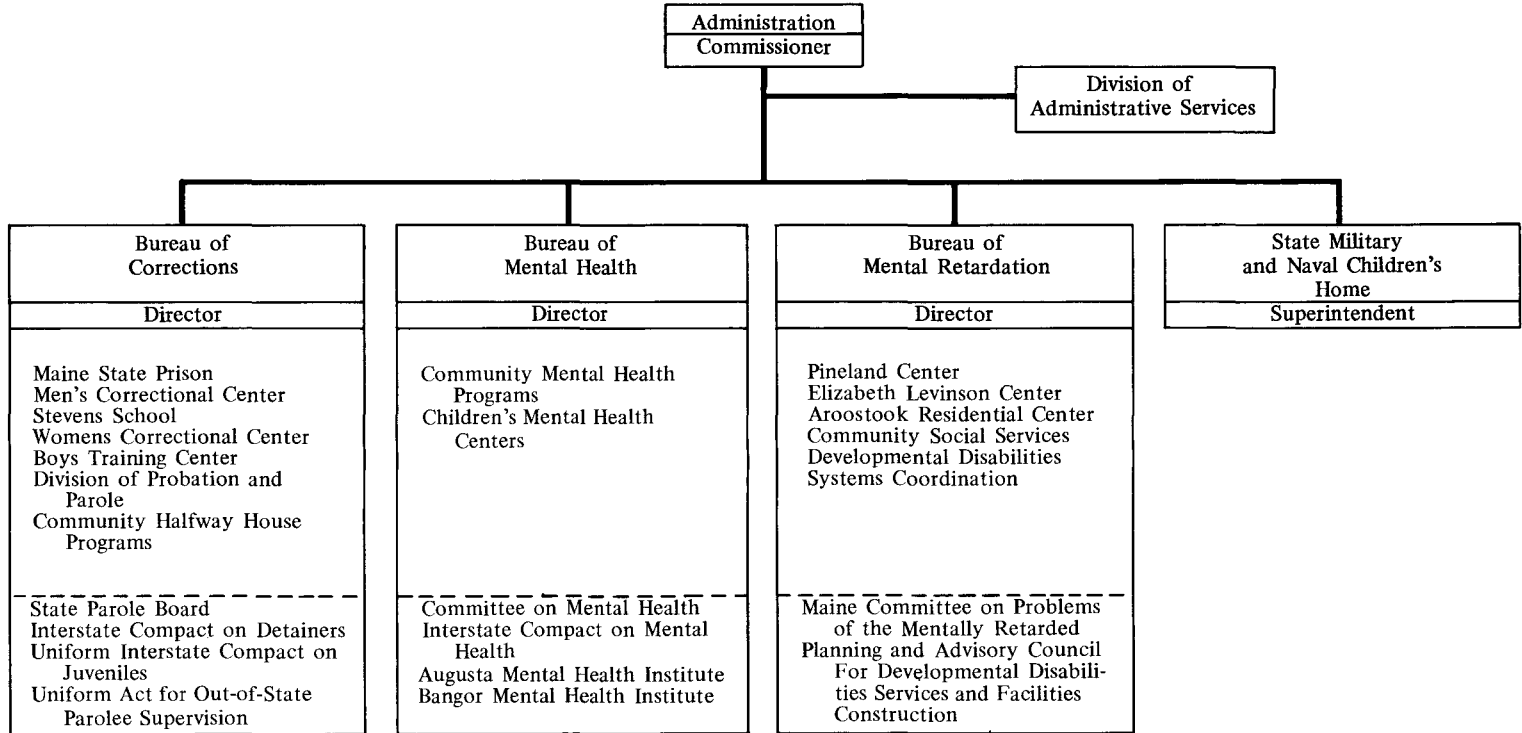 Administration
Commissioner
Division of
Administrative Services
Bureau of
Corrections
Director
Maine State Prison
Men's Correctional Center
Stevens School
Womens Correctional Center
Boys Training Center
Division of Probation and
Parole
Community Halfway House
Programs
State Parole Board
Interstate Compact on Detainers
Uniform Interstate Compact on
Juveniles
Uniform Act for Out-of-State
Parolee Supervision
Bureau of
Mental Health
Director
Community Mental Health
Programs
Children's Mental Health
Centers
Committee on Mental Health
Interstate Compact on Mental
Health
Augusta Mental Health Institute
Bangor Mental Health Institute
Bureau of
Mental Retardation
Director
Pineland Center
Elizabeth Levinson Center
Aroostook Residential Center
Community Social Services
Developmental Disabilities
Systems Coordination
Maine Committee on Problems
of the Mentally Retarded
Planning and Advisory Council
For Developmental Disabili-
ties Services and Facilities
Construction
State Military
and Naval Children's
Home
Superintendent